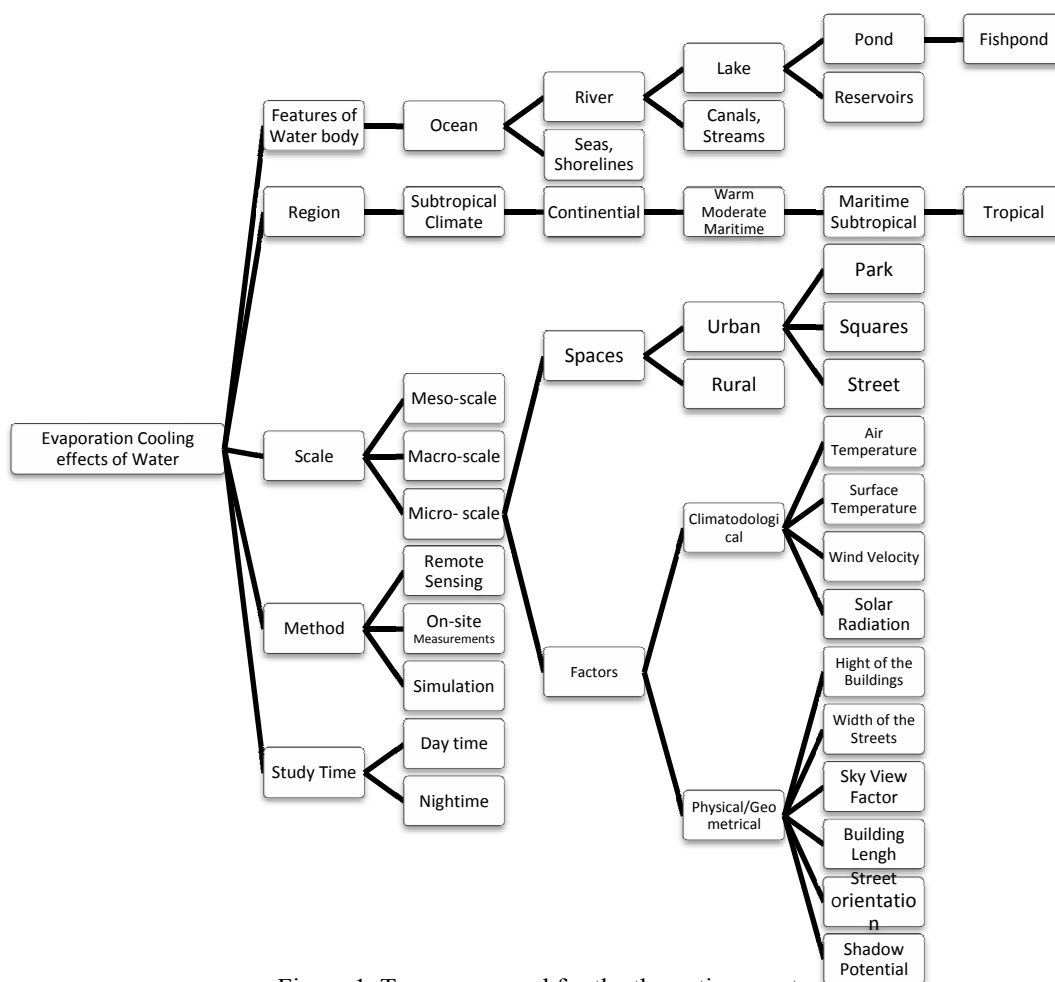 Pond
Fishpond
Lake
Reservoirs
River
Features of
Water body
Ocean
Canals,
Streams
Seas,
Shorelines
Region
Subtropical
Climate
Continential
Warm
Moderate
Maritime
Maritime
Subtropical
Tropical
Park
Spaces
Urban
Squares
Rural
Street
Evaporation Cooling
effects of Water
Scale
Meso-scale
Macro-scale
Micro- scale
Air
Temperature
Climatodologi
cal
Surface
Temperature
Wind Velocity
Solar
Radiation
Method
Remote
Sensing
On-site
Measurements
Simulation
Factors
Hight of the
Buildings
Width of the
Streets
Study Time
Day time
Nightime
Physical/Geo
metrical
Sky View
Factor
Building
Lengh
Street
orientatio
n
Shadow
Potential